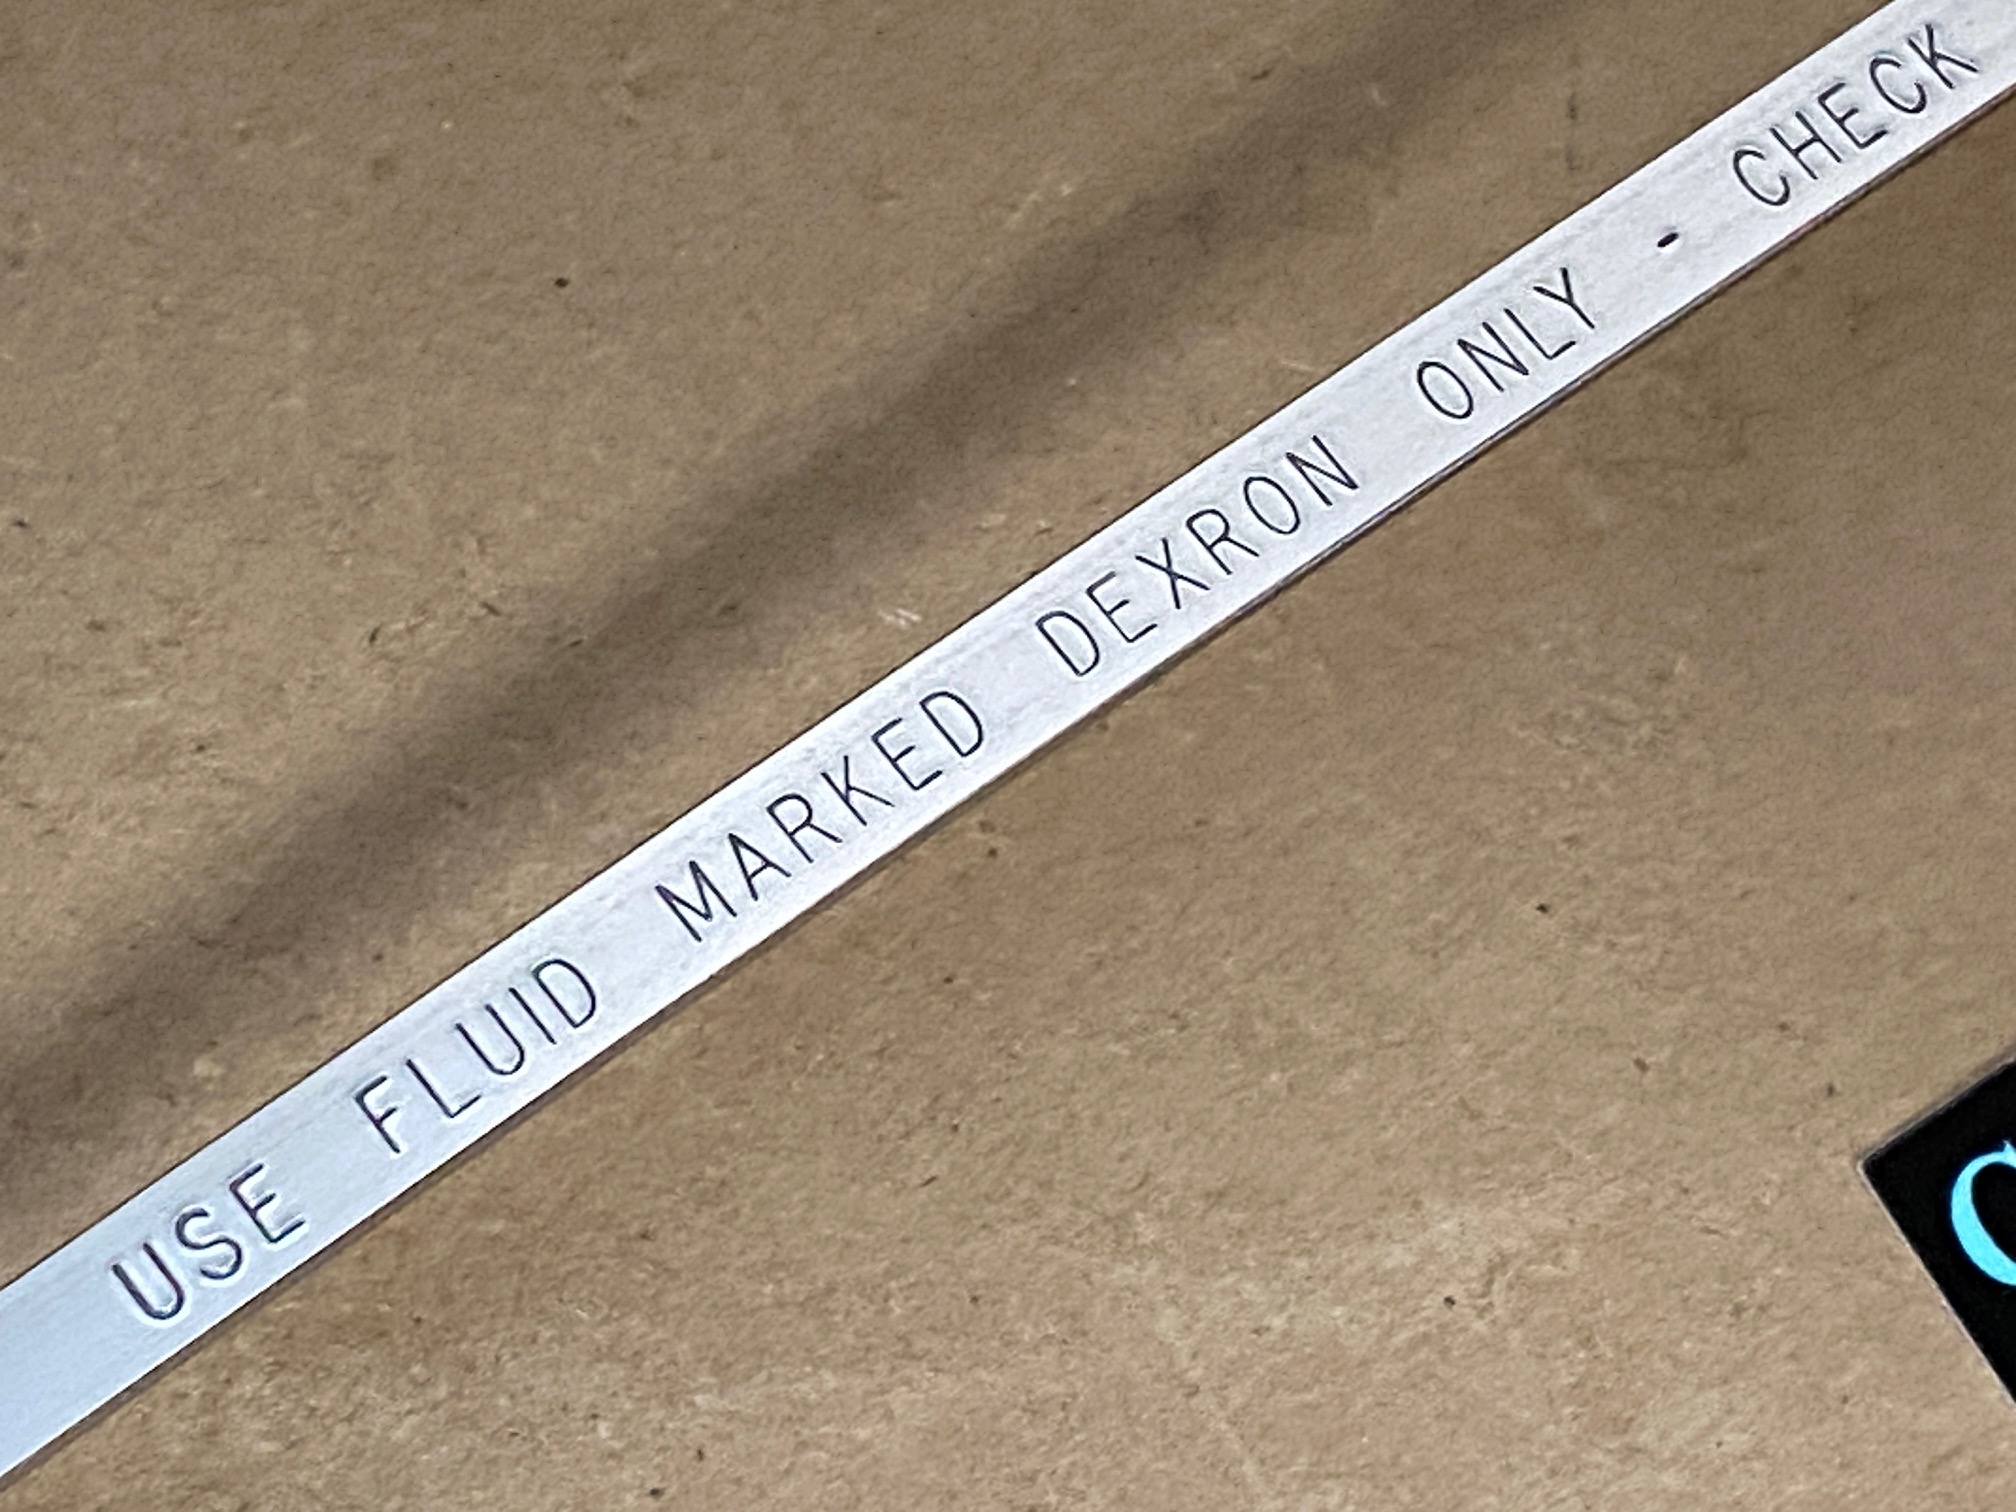 USE FLUID MARKED DEXRON ONLY - CHECK